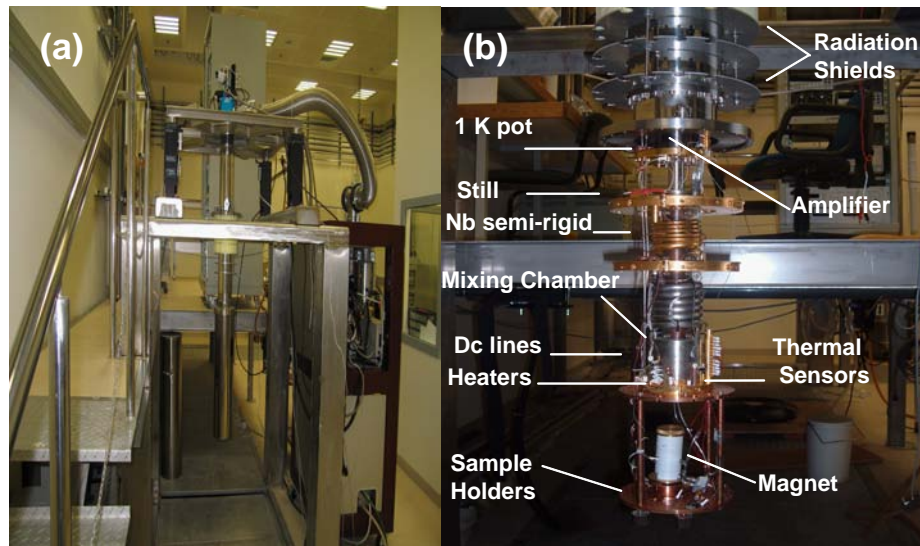 (a)
(b)
Radiation
Shields
1 K pot
Still
Amplifier
Nb semi-rigid
Mixing Chamber
Dc lines
Heaters
Thermal
Sensors
Sample
Holders
Magnet